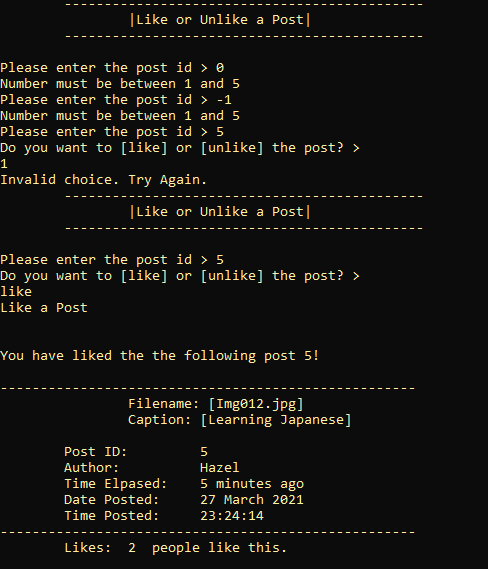 ---------------------------------------------
|Like or Unlike a Post|
---------------------------------------------
Please enter the post id > 0
Number must be between 1 and 5
Please enter the post id > -1
Number must be between 1 and 5
Please enter the post id > 5
Do you want to [like] or [unlike] the post? >
1
Invalid choice. Try Again.
---------------------------------------------
|Like or Unlike a Post|
---------------------------------------------
Please enter the post id > 5
Do you want to [like] or [unlike] the post? >
like
Like a Post
You have liked the the following post 5!
----------------------------------------------------
Filename: [Img012.jpg]
Caption: [Learning Japanese]
Post ID: 5
Author: Hazel
Time Elpased: 5 minutes ago
Date Posted: 27 March 2021
Time Posted: 23:24:14
----------------------------------------------------
Likes: 2 people like this.